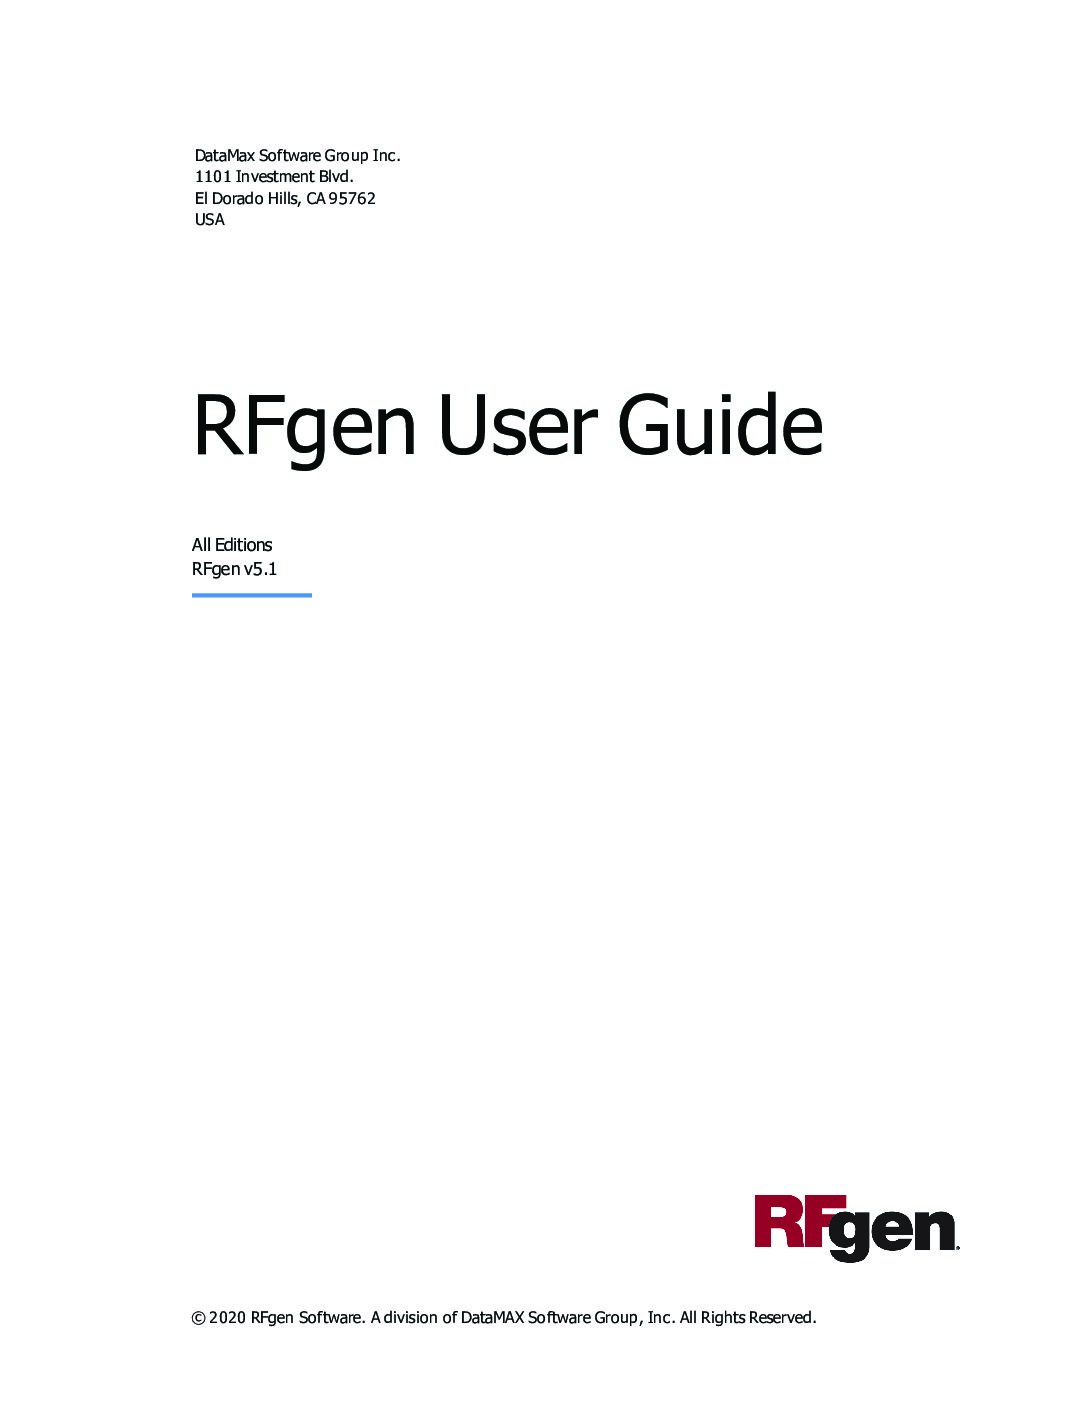 DataMax Software Group Inc.
1101 Investment Blvd.
El Dorado Hills, CA 95762
USA
RFgen User Guide
All Editions
RFgen v5.1
RFgen.
© 2020 RFgen Software. A division of DataMAX Software Group, Inc. All Rights Reserved.